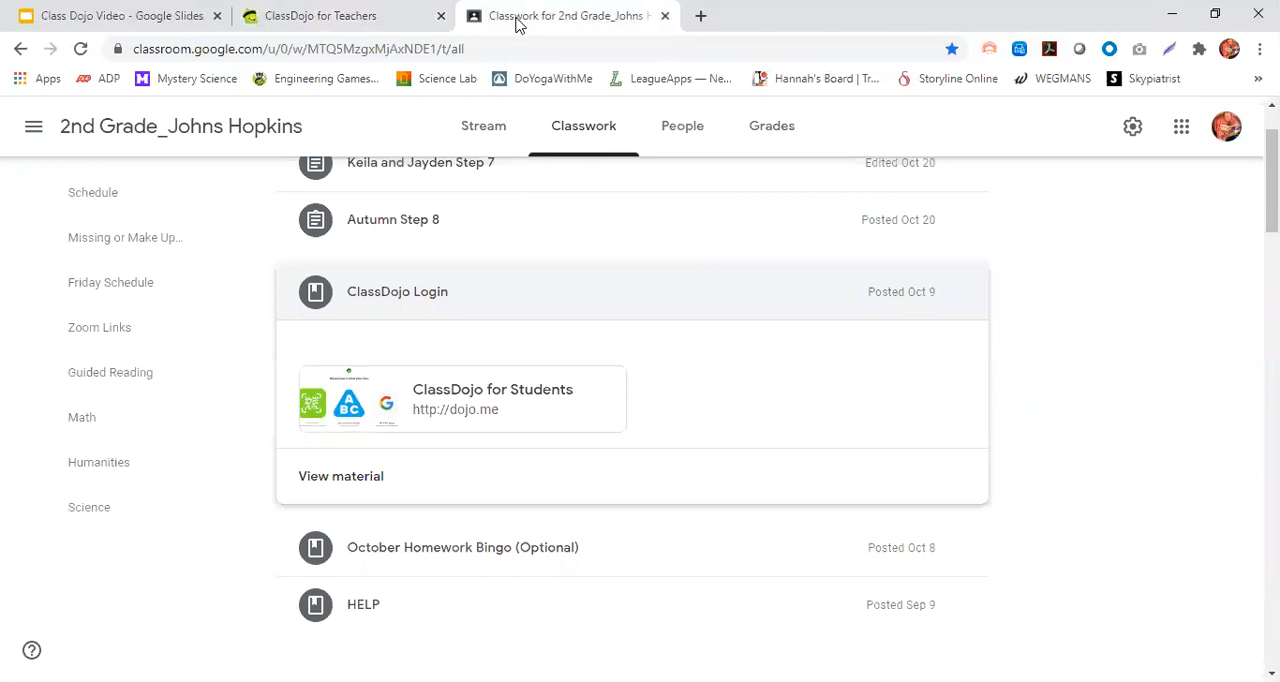 Class Dojo Video - Google Slides
ClassDojo for Teachers
Classwork for 2nd Grade_Johns H
classroom.google.com/u/0/w/MTQ5MzgxMjAxNDE1/t/all
Apps
ADP
Mystery Science
Engineering Games...
Science Lab
DoYogaWithMe
LeagueApps — Ne...
Hannah's Board | Tr...
Storyline Online
WEGMANS
Skypiatrist
2nd Grade_Johns Hopkins
Stream
Classwork
People
Grades
Schedule
Missing or Make Up...
Friday Schedule
Zoom Links
Guided Reading
Math
Humanities
Science
Keila and Jayden Step 7
Edited Oct 20
Autumn Step 8
Posted Oct 20
ClassDojo Login
Posted Oct 9
A
BC
ClassDojo for Students
http://dojo.me
View material
October Homework Bingo (Optional)
Posted Oct 8
HELP
Posted Sep 9